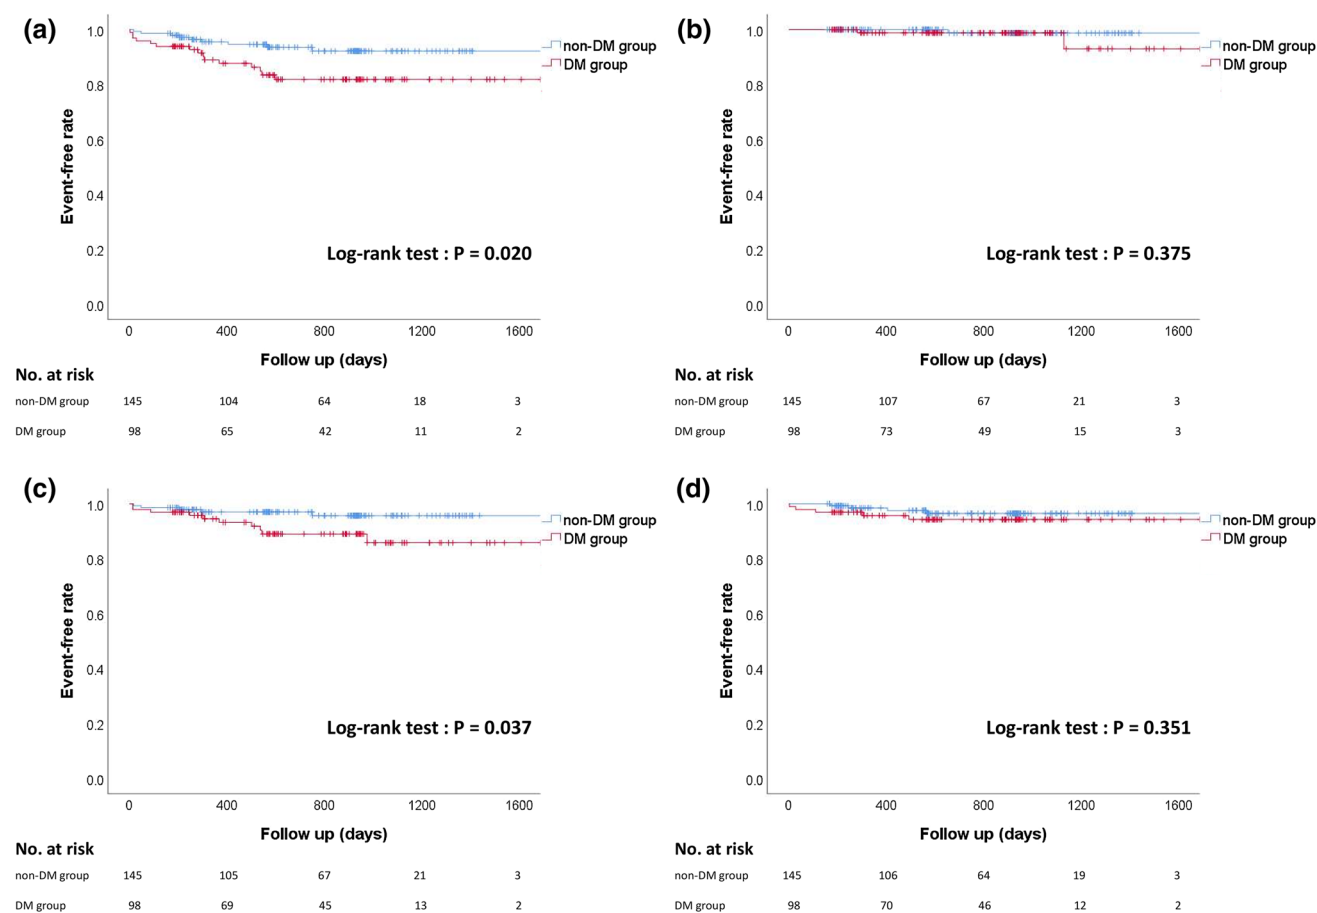 (a)
1.0
0.8
0.6
0.4
0.2
0.0
Event-free rate
non-DM group
DM group
Log-rank test : P = 0.020
0 400 800 1200 1600
Follow up (days)
No. at risk
non-DM group 145 104 64 18 3
DM group 98 65 42 11 2
(b)
1.0
0.8
0.6
0.4
0.2
0.0
Event-free rate
non-DM group
DM group
Log-rank test : P = 0.375
0 400 800 1200 1600
Follow up (days)
No. at risk
non-DM group 145 107 67 21 3
DM group 98 73 49 15 3
(c)
1.0
0.8
0.6
0.4
0.2
0.0
Event-free rate
non-DM group
DM group
Log-rank test : P = 0.037
0 400 800 1200 1600
Follow up (days)
No. at risk
non-DM group 145 105 67 21 3
DM group 98 69 45 13 2
(d)
1.0
0.8
0.6
0.4
0.2
0.0
Event-free rate
non-DM group
DM group
Log-rank test : P = 0.351
0 400 800 1200 1600
Follow up (days)
No. at risk
non-DM group 145 106 64 19 3
DM group 98 70 46 12 2